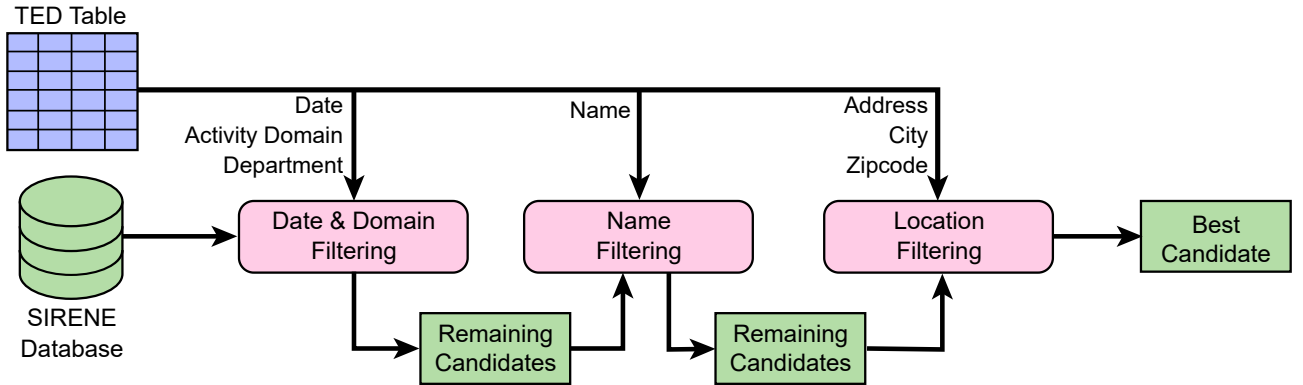 TED Table
Date
Activity Domain
Department
Name
Address
City
Zipcode
Date & Domain
Filtering
Name
Filtering
Location
Filtering
Best
Candidate
SIRENE
Database
Remaining
Candidates
Remaining
Candidates